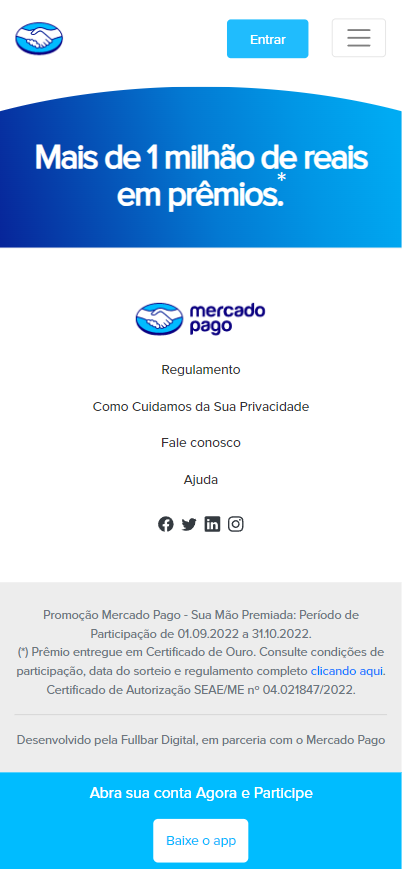 Entrar
Mais de 1 milhão de reais
em prêmios.*
mercado
pago
Regulamento
Como Cuidamos da Sua Privacidade
Fale conosco
Ajuda
Promoção Mercado Pago - Sua Mão Premiada: Período de
Participação de 01.09.2022 a 31.10.2022.
(*) Prêmio entregue em Certificado de Ouro. Consulte condições de
participação, data do sorteio e regulamento completo clicando aqui.
Certificado de Autorização SEAE/ME nº 04.021847/2022.
Desenvolvido pela Fullbar Digital, em parceria com o Mercado Pago
Abra sua conta Agora e Participe
Baixe o app